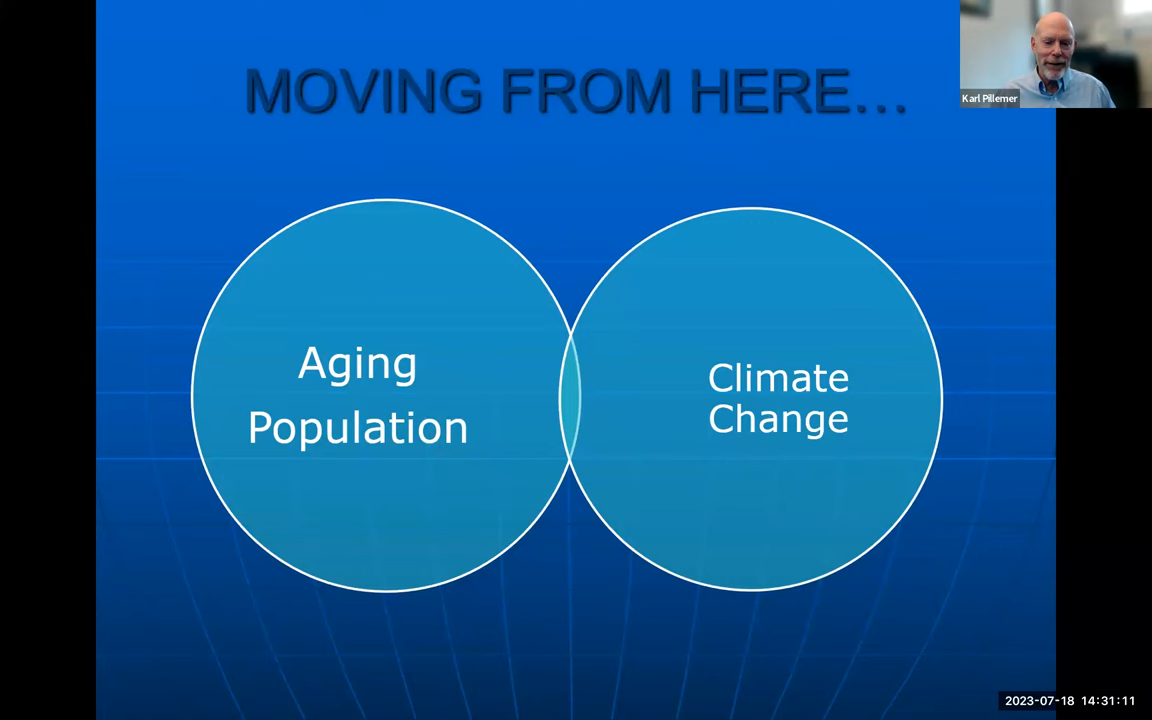 MOVING FROM HERE...
Karl Pillemer
Aging
Population
Climate
Change
2023-07-18 14:31:11